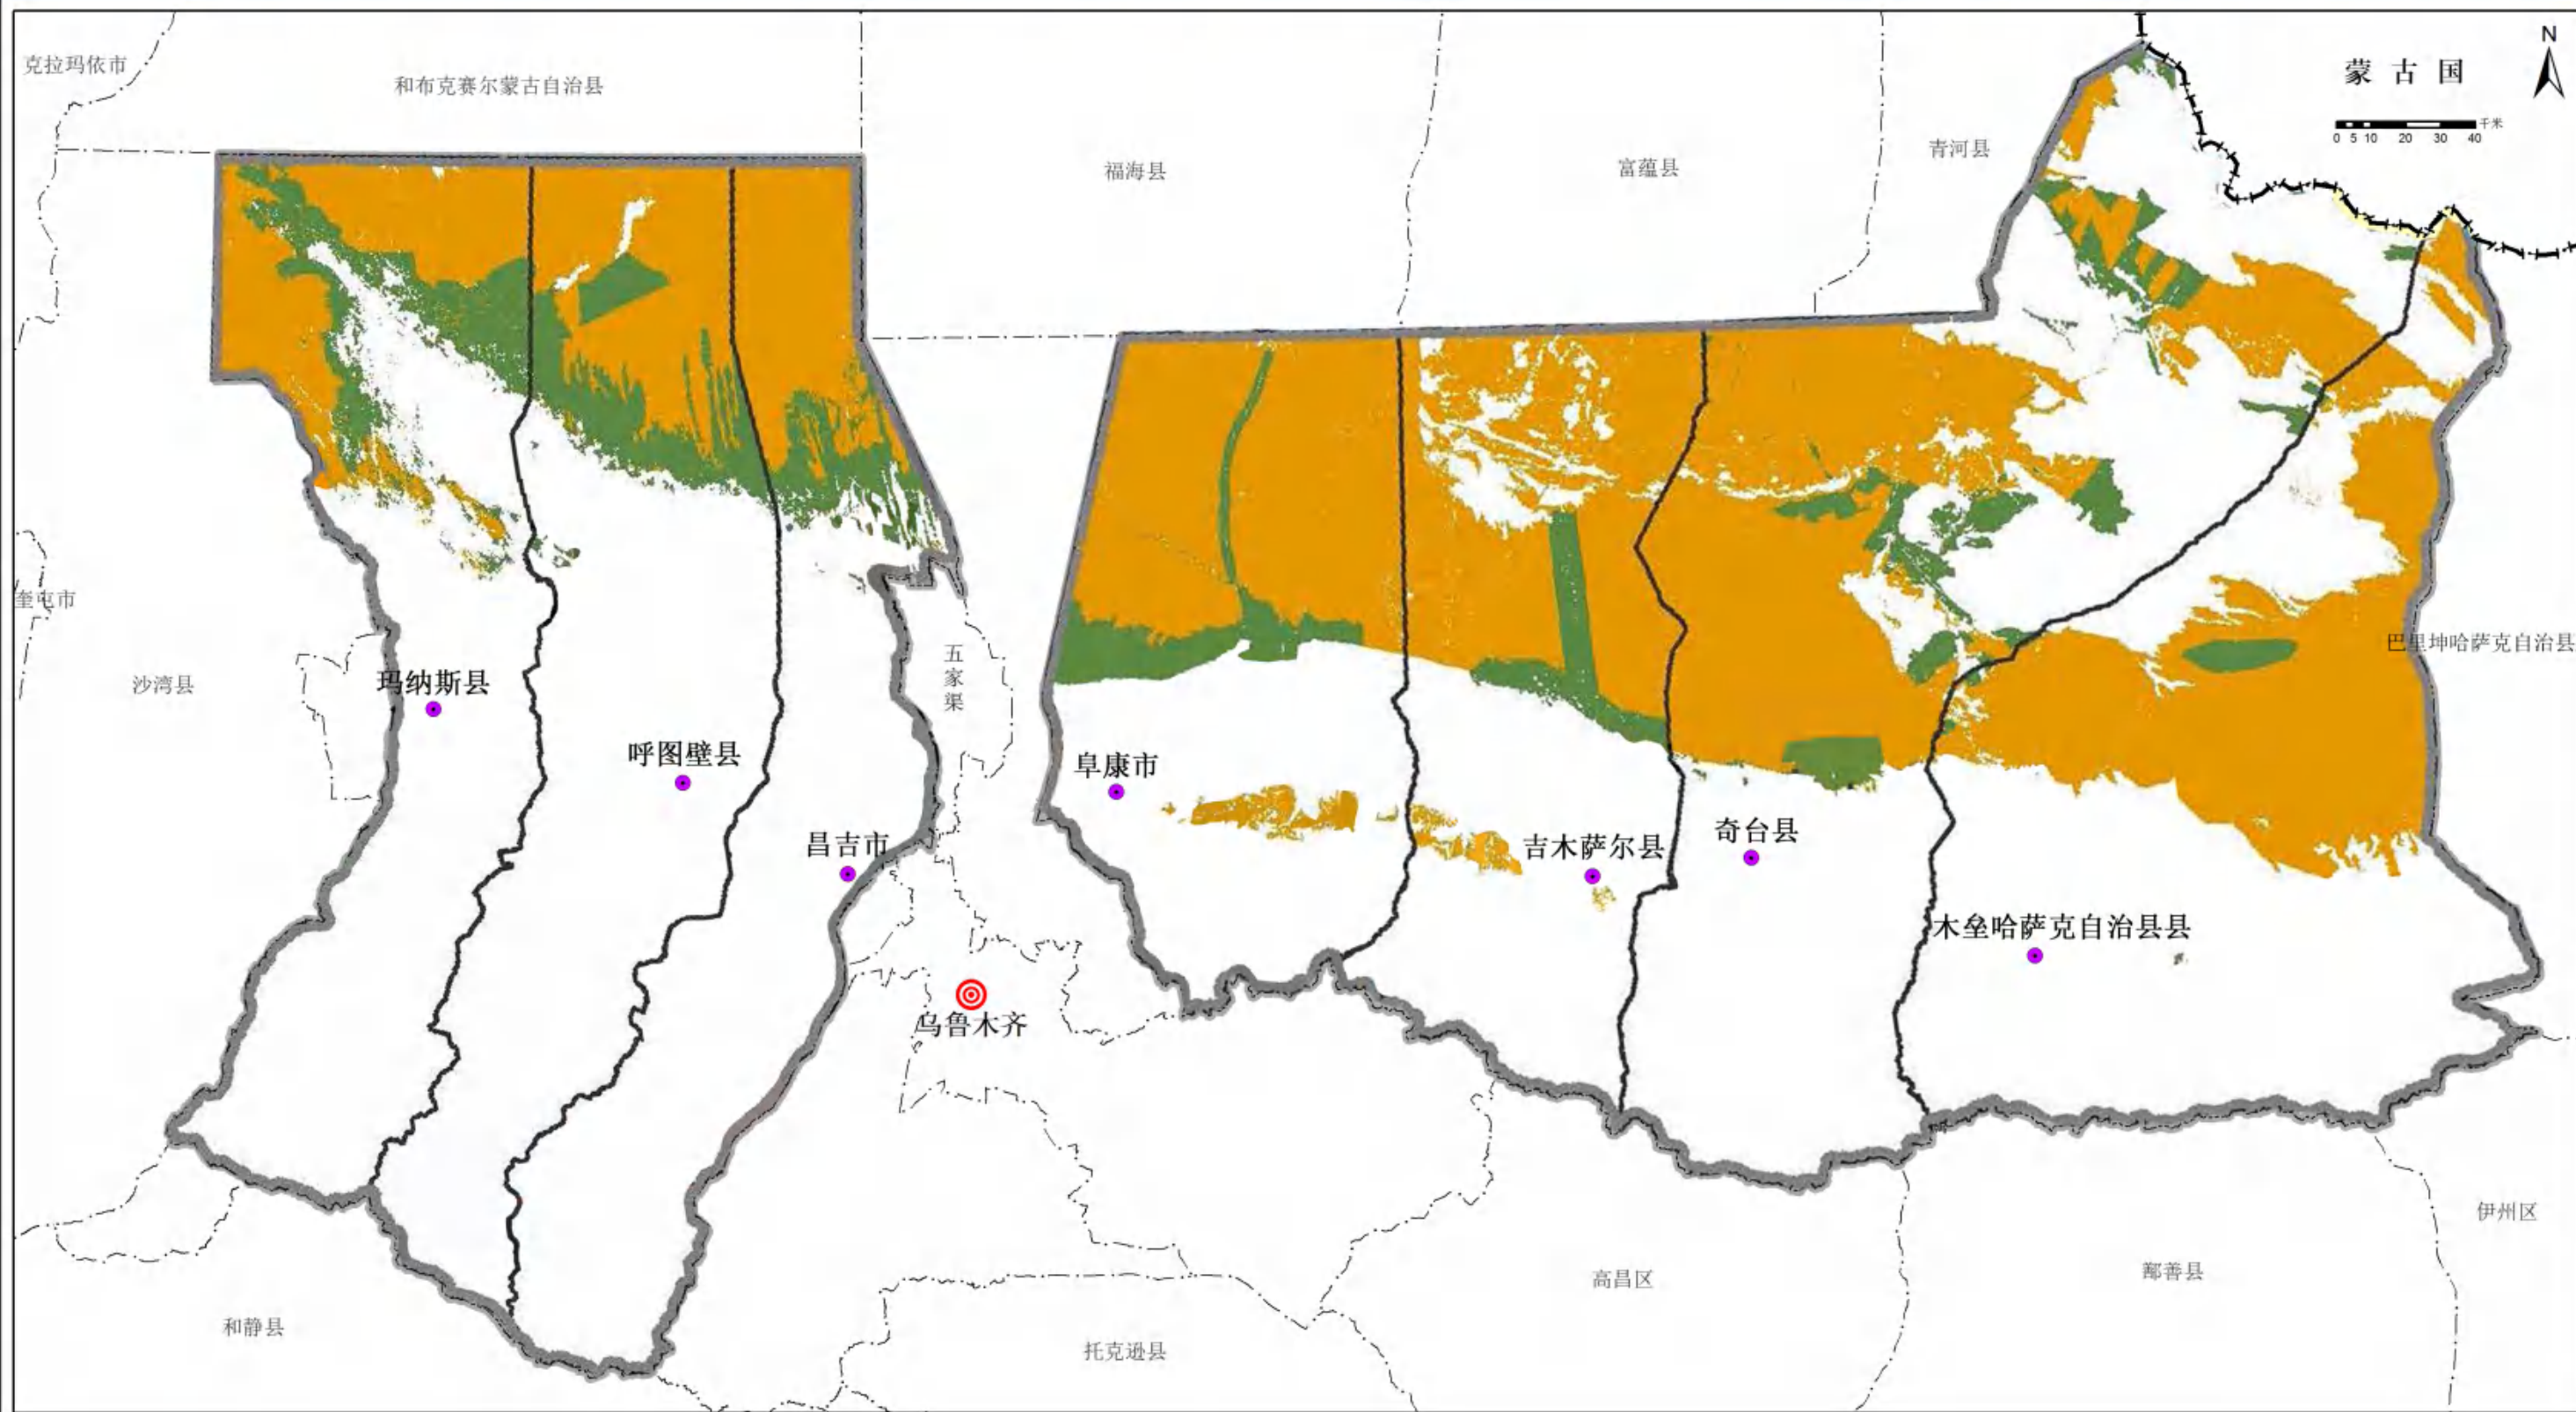 克拉玛依市
和布克赛尔蒙古自治县
福海县
富蕴县
青河县
蒙古国
N
千米
0 5 10 20 30 40
奎屯市
沙湾县
玛纳斯县
呼图壁县
昌吉市
五家渠
乌鲁木齐
阜康市
吉木萨尔县
奇台县
木垒哈萨克自治县县
巴里坤哈萨克自治县
和静县
托克逊县
高昌区
鄯善县
伊州区